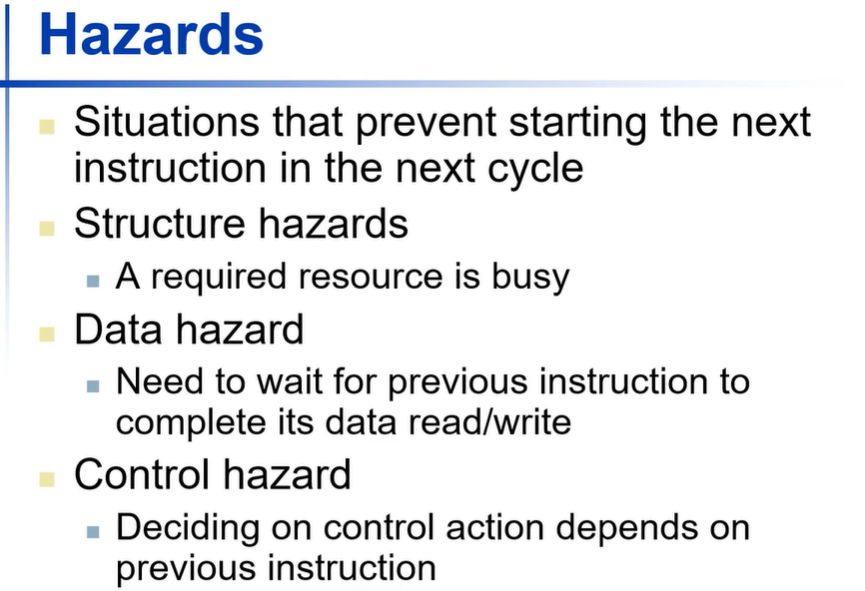 Hazards
Situations that prevent starting the next
instruction in the next cycle
Structure hazards
A required resource is busy
Data hazard
Need to wait for previous instruction to
complete its data read/write
Control hazard
Deciding on control action depends on
previous instruction